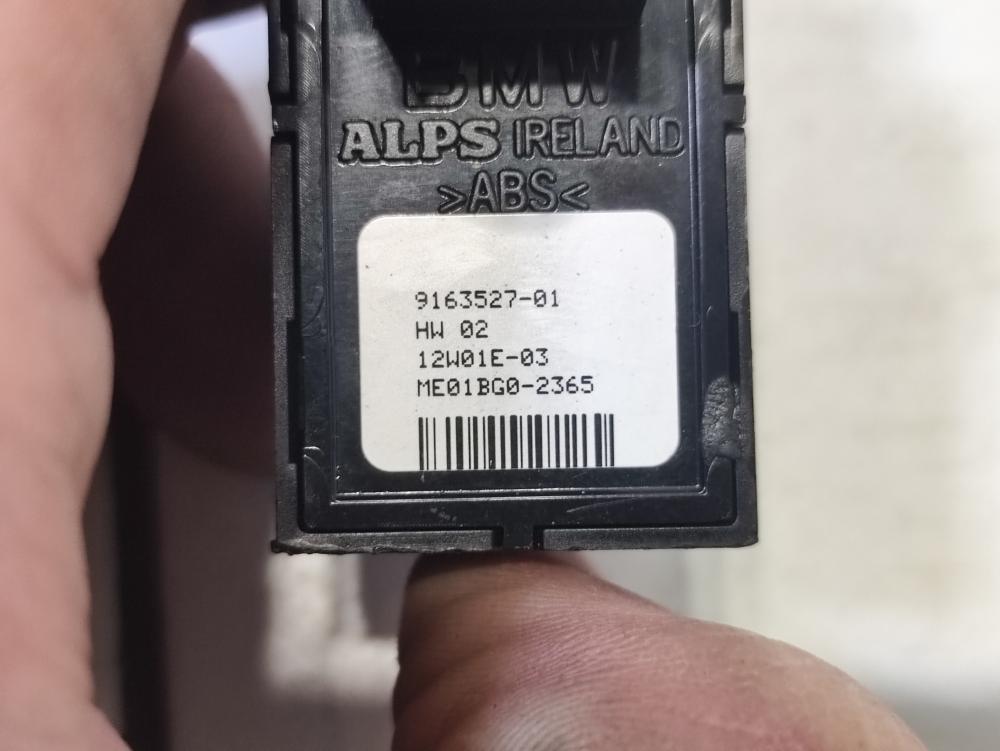 BMW
ALPS IRELAND
>ABS<
9163527-01
HW 02
12W01E-03
ME01BG0-2365